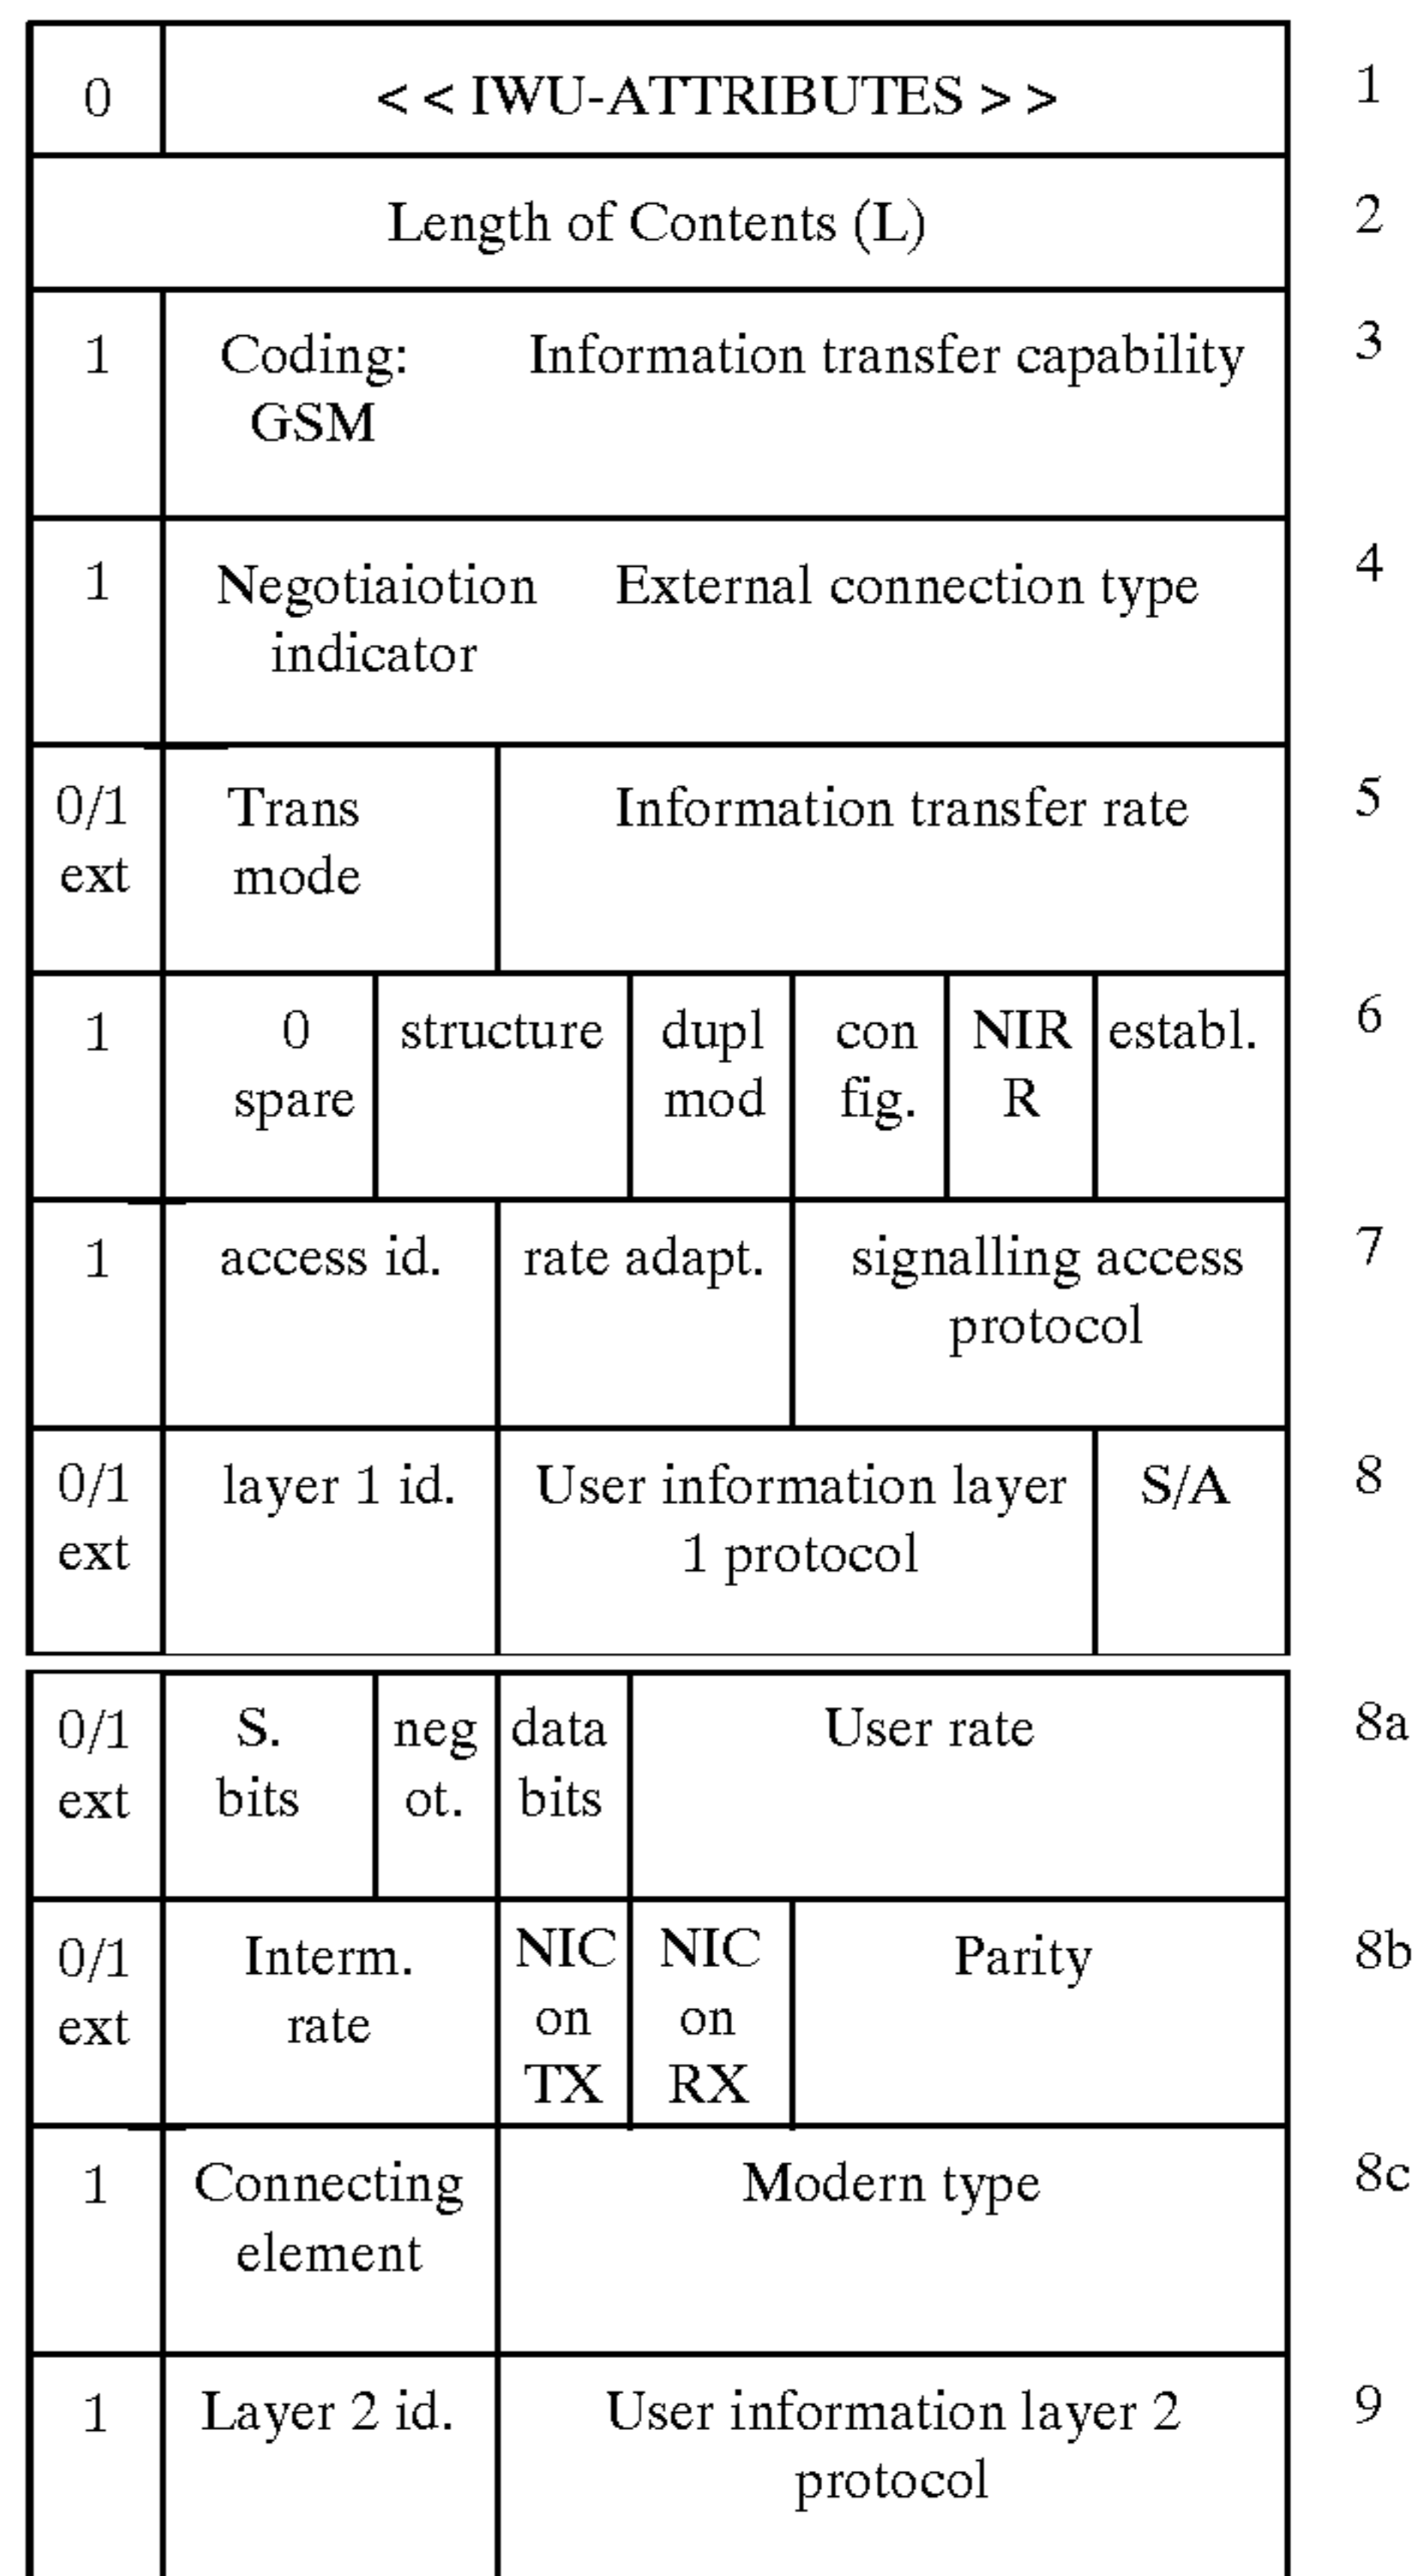 0 < < IWU-ATTRIBUTES > > 1
Length of Contents (L) 2
1 Coding: Information transfer capability 3
GSM
1 Negotiaiotion External connection type 4
indicator
0/1 Trans Information transfer rate 5
ext mode
1 0 structure dupl con NIR establ. 6
spare mod fig. R
1 access id. rate adapt. signalling access 7
protocol
0/1 layer 1 id. User information layer S/A 8
ext 1 protocol
0/1 S. neg data User rate 8a
ext bits ot. bits
0/1 Interm. NIC NIC Parity 8b
ext rate on on
TX RX
1 Connecting Modern type 8c
element
1 Layer 2 id. User information layer 2 9
protocol